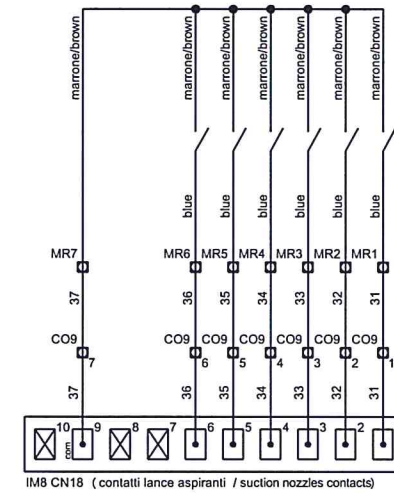 marrone/brown marrone/brown marrone/brown marrone/brown marrone/brown marrone/brown marrone/brown
blue blue blue blue blue blue
MR7 MR6 MR5 MR4 MR3 MR2 MR1
37 36 35 34 33 32 31
CO9 CO9 CO9 CO9 CO9 CO9 CO9
7 6 5 4 3 2 1
37 36 35 34 33 32 31
10 9 8 7 6 5 4 3 2 1
com
IM8 CN18 ( contatti lance aspiranti / suction nozzles contacts)